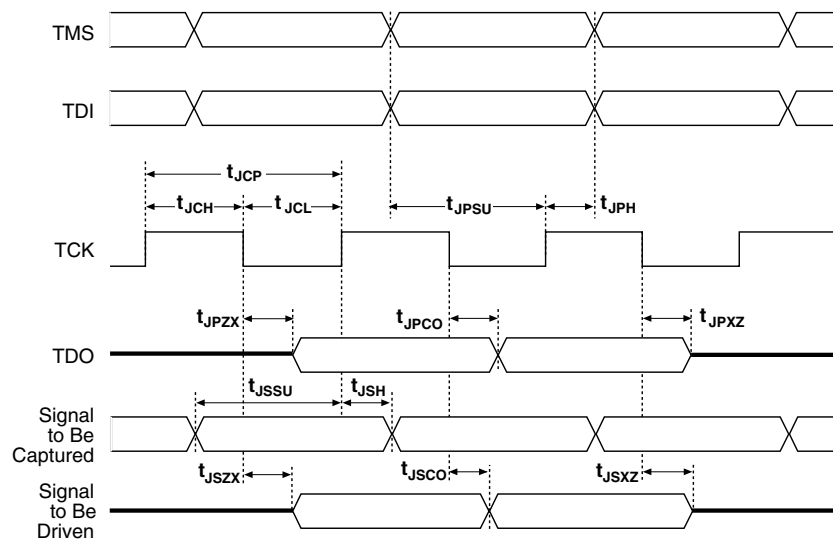 TMS
TDI
tJCP
tJCH
tJCL
tJPSU
tJPH
TCK
tJPZX
tJPCO
tJPXZ
TDO
tJSSU
tJSH
Signal
to Be
Captured
tJSZX
tJSCO
tJSXZ
Signal
to Be
Driven